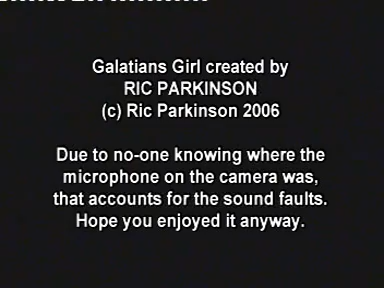 Galatians Girl created by
RIC PARKINSON
(c) Ric Parkinson 2006
Due to no-one knowing where the
microphone on the camera was,
that accounts for the sound faults.
Hope you enjoyed it anyway.